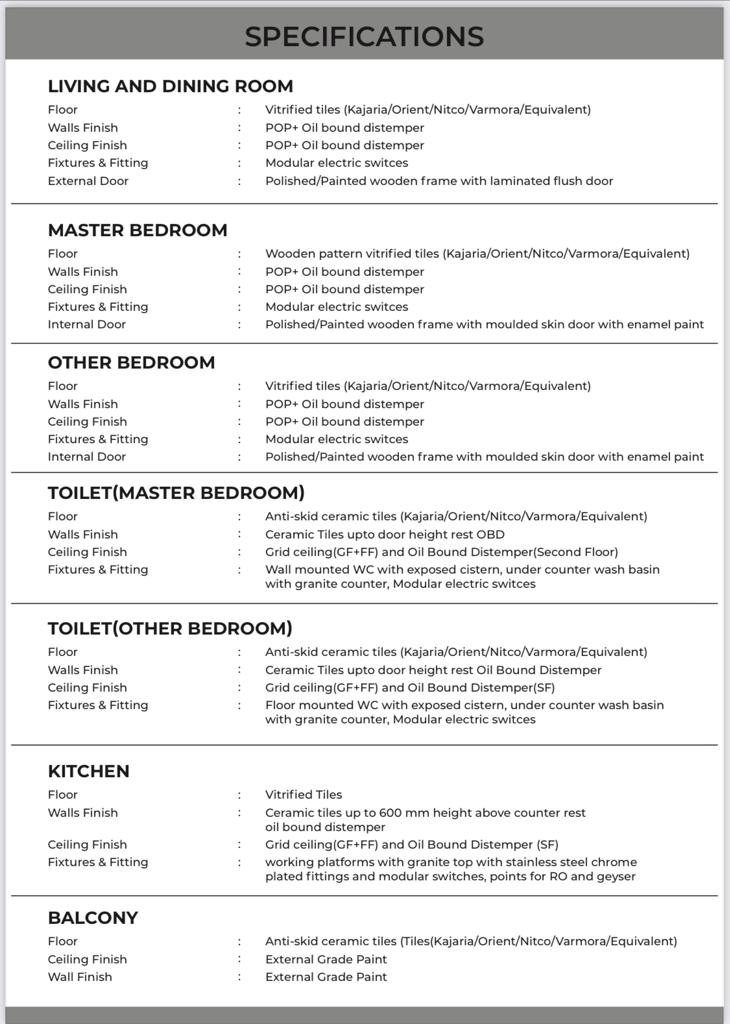 SPECIFICATIONS
LIVING AND DINING ROOM
Floor : Vitrified tiles (Kajaria/Orient/Nitco/Varmora/Equivalent)
Walls Finish : POP+ Oil bound distemper
Ceiling Finish : POP+ Oil bound distemper
Fixtures & Fitting : Modular electric switces
External Door : Polished/Painted wooden frame with laminated flush door
MASTER BEDROOM
Floor : Wooden pattern vitrified tiles (Kajaria/Orient/Nitco/Varmora/Equivalent)
Walls Finish : POP+ Oil bound distemper
Ceiling Finish : POP+ Oil bound distemper
Fixtures & Fitting : Modular electric switces
Internal Door : Polished/Painted wooden frame with moulded skin door with enamel paint
OTHER BEDROOM
Floor : Vitrified tiles (Kajaria/Orient/Nitco/Varmora/Equivalent)
Walls Finish : POP+ Oil bound distemper
Ceiling Finish : POP+ Oil bound distemper
Fixtures & Fitting : Modular electric switces
Internal Door : Polished/Painted wooden frame with moulded skin door with enamel paint
TOILET(MASTER BEDROOM)
Floor : Anti-skid ceramic tiles (Kajaria/Orient/Nitco/Varmora/Equivalent)
Walls Finish : Ceramic Tiles upto door height rest OBD
Ceiling Finish : Grid ceiling(GF+FF) and Oil Bound Distemper(Second Floor)
Fixtures & Fitting : Wall mounted WC with exposed cistern, under counter wash basin
with granite counter, Modular electric switces
TOILET(OTHER BEDROOM)
Floor : Anti-skid ceramic tiles (Kajaria/Orient/Nitco/Varmora/Equivalent)
Walls Finish : Ceramic Tiles upto door height rest Oil Bound Distemper
Ceiling Finish : Grid ceiling(GF+FF) and Oil Bound Distemper(SF)
Fixtures & Fitting : Floor mounted WC with exposed cistern, under counter wash basin
with granite counter, Modular electric switces
KITCHEN
Floor : Vitrified Tiles
Walls Finish : Ceramic tiles up to 600 mm height above counter rest
oil bound distemper
Ceiling Finish : Grid ceiling(GF+FF) and Oil Bound Distemper (SF)
Fixtures & Fitting : working platforms with granite top with stainless steel chrome
plated fittings and modular switches, points for RO and geyser
BALCONY
Floor : Anti-skid ceramic tiles (Tiles(Kajaria/Orient/Nitco/Varmora/Equivalent)
Ceiling Finish : External Grade Paint
Wall Finish : External Grade Paint